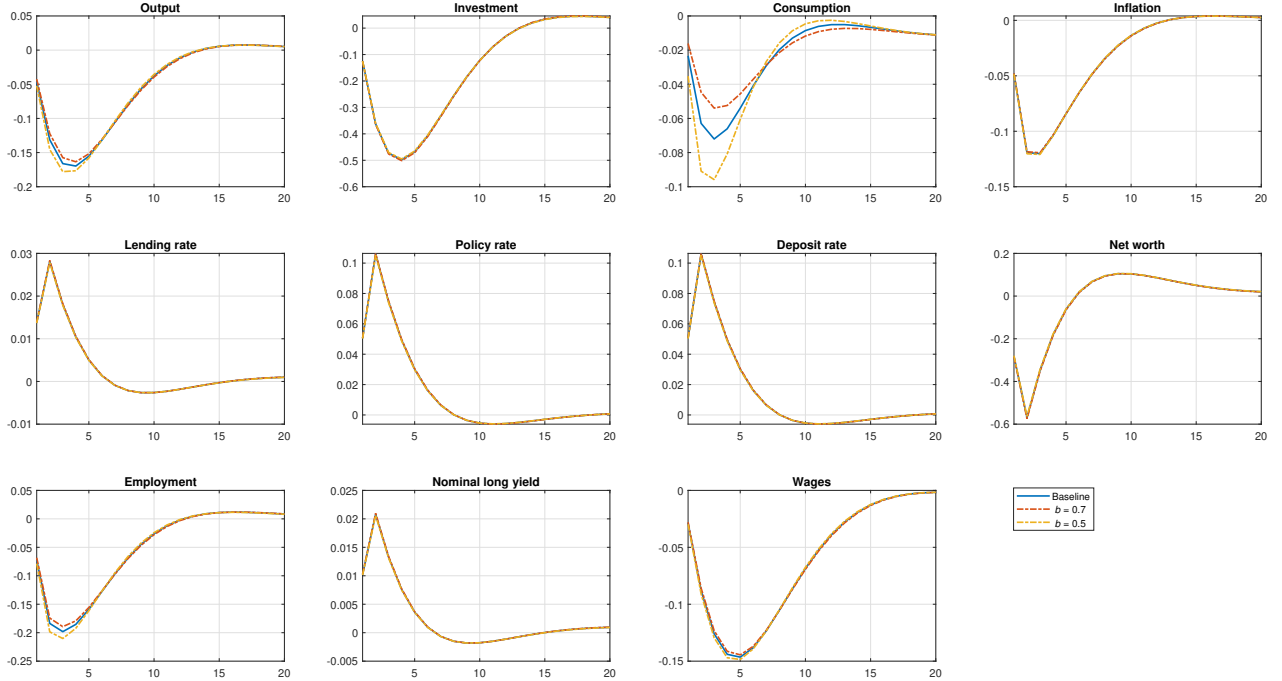 Output
0.05
0
-0.05
-0.1
-0.15
-0.2
5 10 15 20
Investment
0
-0.1
-0.2
-0.3
-0.4
-0.5
-0.6
5 10 15 20
Consumption
0
-0.02
-0.04
-0.06
-0.08
-0.1
5 10 15 20
Inflation
0
-0.05
-0.1
-0.15
5 10 15 20
Lending rate
0.03
0.02
0.01
0
-0.01
5 10 15 20
Policy rate
0.1
0.08
0.06
0.04
0.02
0
5 10 15 20
Deposit rate
0.1
0.08
0.06
0.04
0.02
0
5 10 15 20
Net worth
0.2
0
-0.2
-0.4
-0.6
5 10 15 20
Employment
0.05
0
-0.05
-0.1
-0.15
-0.2
-0.25
5 10 15 20
Nominal long yield
0.025
0.02
0.015
0.01
0.005
0
-0.005
5 10 15 20
Wages
0
-0.05
-0.1
-0.15
5 10 15 20
Baseline
b = 0.7
b = 0.5